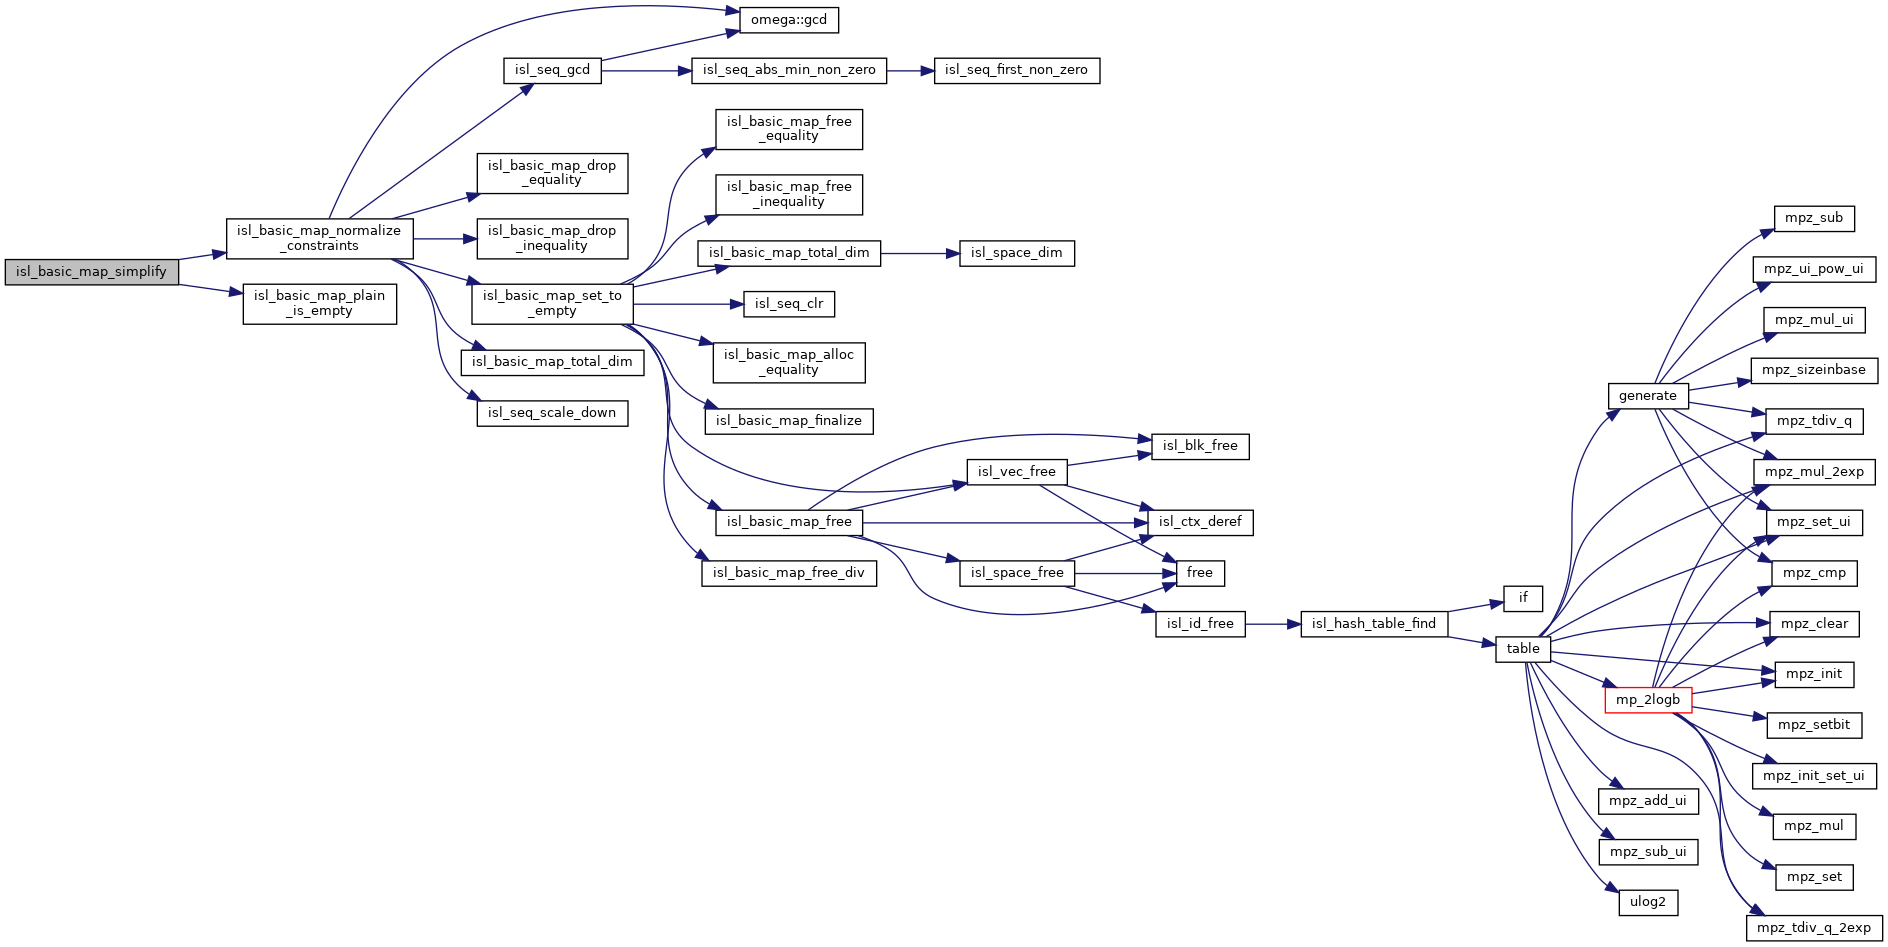 isl_basic_map_simplify
isl_basic_map_normalize
_constraints
isl_basic_map_plain
_is_empty
omega::gcd
isl_seq_gcd
isl_basic_map_drop
_equality
isl_basic_map_drop
_inequality
isl_basic_map_set_to
_empty
isl_basic_map_total_dim
isl_seq_scale_down
isl_seq_abs_min_non_zero
isl_seq_first_non_zero
isl_basic_map_free
_equality
isl_basic_map_free
_inequality
isl_basic_map_total_dim
isl_space_dim
isl_seq_clr
isl_basic_map_alloc
_equality
isl_basic_map_finalize
isl_basic_map_free
isl_basic_map_free_div
isl_vec_free
isl_space_free
isl_blk_free
isl_ctx_deref
free
isl_id_free
isl_hash_table_find
if
table
generate
mp_2logb
mpz_add_ui
mpz_sub_ui
ulog2
mpz_sub
mpz_ui_pow_ui
mpz_mul_ui
mpz_sizeinbase
mpz_tdiv_q
mpz_mul_2exp
mpz_set_ui
mpz_cmp
mpz_clear
mpz_init
mpz_setbit
mpz_init_set_ui
mpz_mul
mpz_set
mpz_tdiv_q_2exp